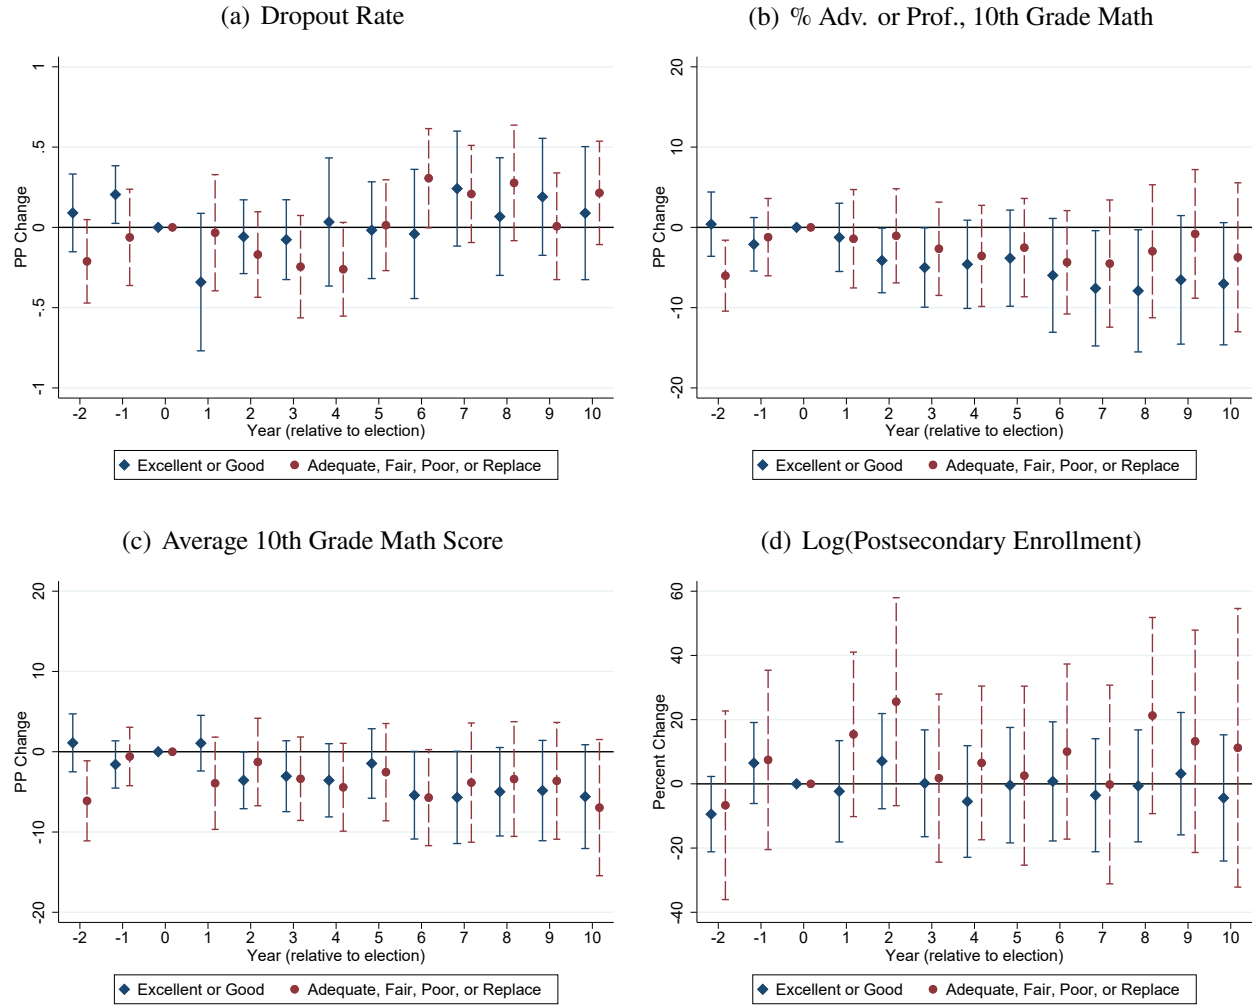 (a) Dropout Rate
PP Change
1
.5
0
-.5
-1
-2 -1 0 1 2 3 4 5 6 7 8 9 10
Year (relative to election)
Excellent or Good Adequate, Fair, Poor, or Replace
(b) % Adv. or Prof., 10th Grade Math
PP Change
20
10
0
-10
-20
-2 -1 0 1 2 3 4 5 6 7 8 9 10
Year (relative to election)
Excellent or Good Adequate, Fair, Poor, or Replace
(c) Average 10th Grade Math Score
PP Change
20
10
0
-10
-20
-2 -1 0 1 2 3 4 5 6 7 8 9 10
Year (relative to election)
Excellent or Good Adequate, Fair, Poor, or Replace
(d) Log(Postsecondary Enrollment)
Percent Change
60
40
20
0
-20
-40
-2 -1 0 1 2 3 4 5 6 7 8 9 10
Year (relative to election)
Excellent or Good Adequate, Fair, Poor, or Replace